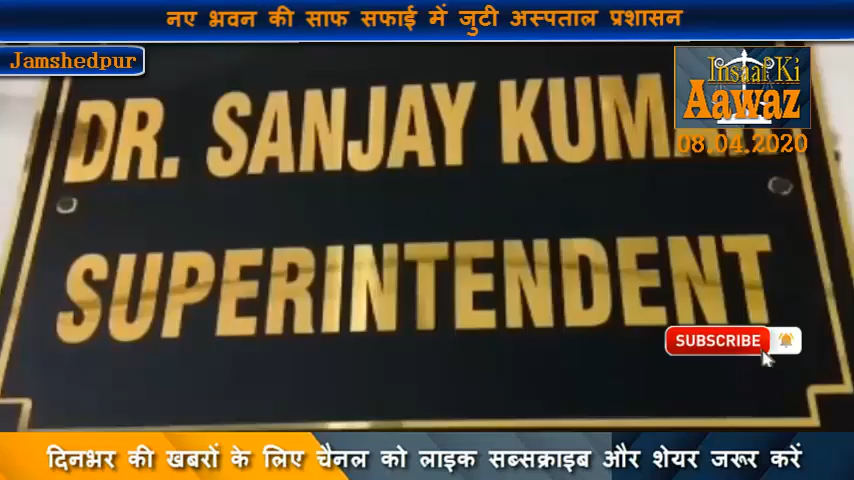 नए भवन की साफ सफाई में जुटी अस्पताल प्रशासन
Jamshedpur
Insaaf Ki
Aawaz
08.04.2020
DR. SANJAY
SUPERINTENDENT
SUBSCRIBE
दिनभर की खबरों के लिए चैनल को लाइक सब्सक्राइब और शेयर जरूर करें